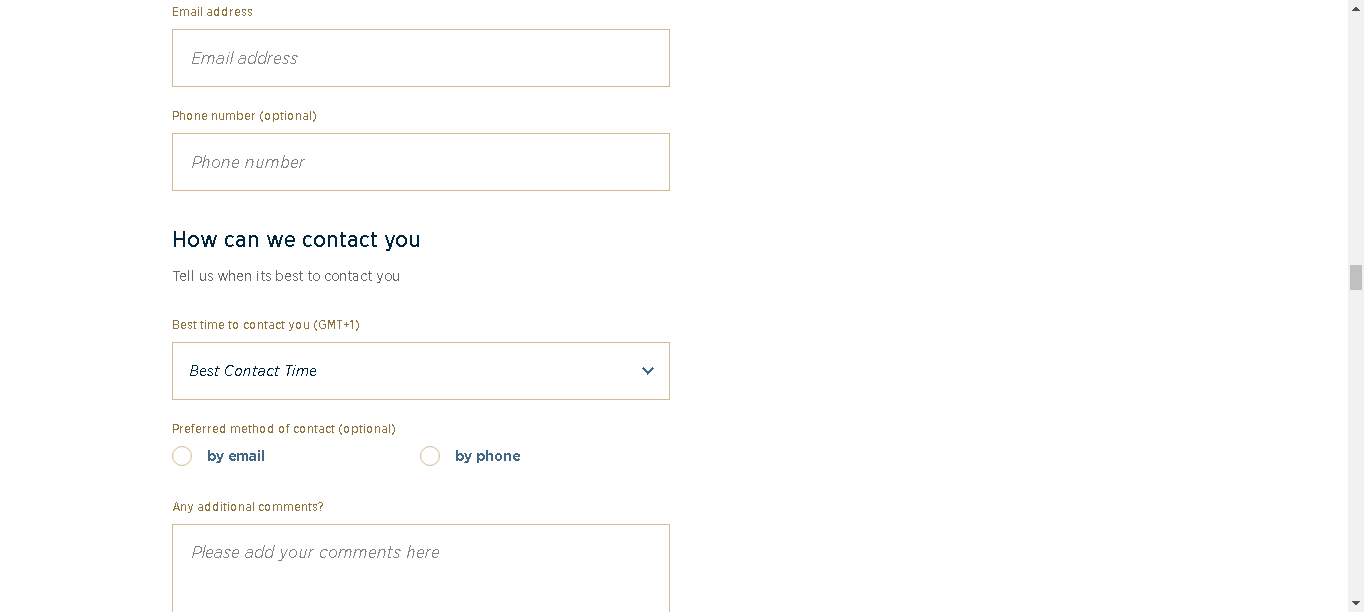 Email address
Email address
Phone number (optional)
Phone number
How can we contact you
Tell us when its best to contact you
Best time to contact you (GMT+1)
Best Contact Time
Preferred method of contact (optional)
by email by phone
Any additional comments?
Please add your comments here